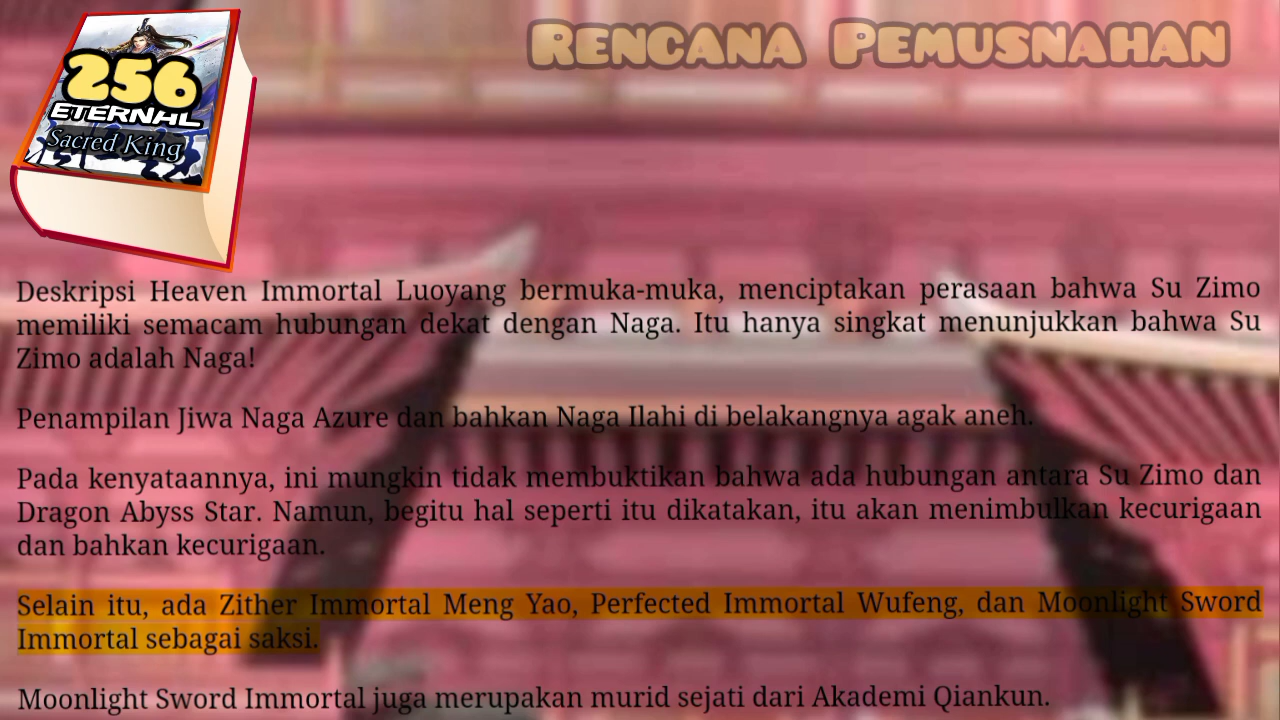 256
ETERNAL
Sacred King
RENCANA PEMUSNAHAN
Deskripsi Heaven Immortal Luoyang bermuka-muka, menciptakan perasaan bahwa Su Zimo
memiliki semacam hubungan dekat dengan Naga. Itu hanya singkat menunjukkan bahwa Su
Zimo adalah Naga!
Penampilan Jiwa Naga Azure dan bahkan Naga Ilahi di belakangnya agak aneh.
Pada kenyataannya, ini mungkin tidak membuktikan bahwa ada hubungan antara Su Zimo dan
Dragon Abyss Star. Namun, begitu hal seperti itu dikatakan, itu akan menimbulkan kecurigaan
dan bahkan kecurigaan.
Selain itu, ada Zither Immortal Meng Yao, Perfected Immortal Wufeng, dan Moonlight Sword
Immortal sebagai saksi.
Moonlight Sword Immortal juga merupakan murid sejati dari Akademi Qiankun.